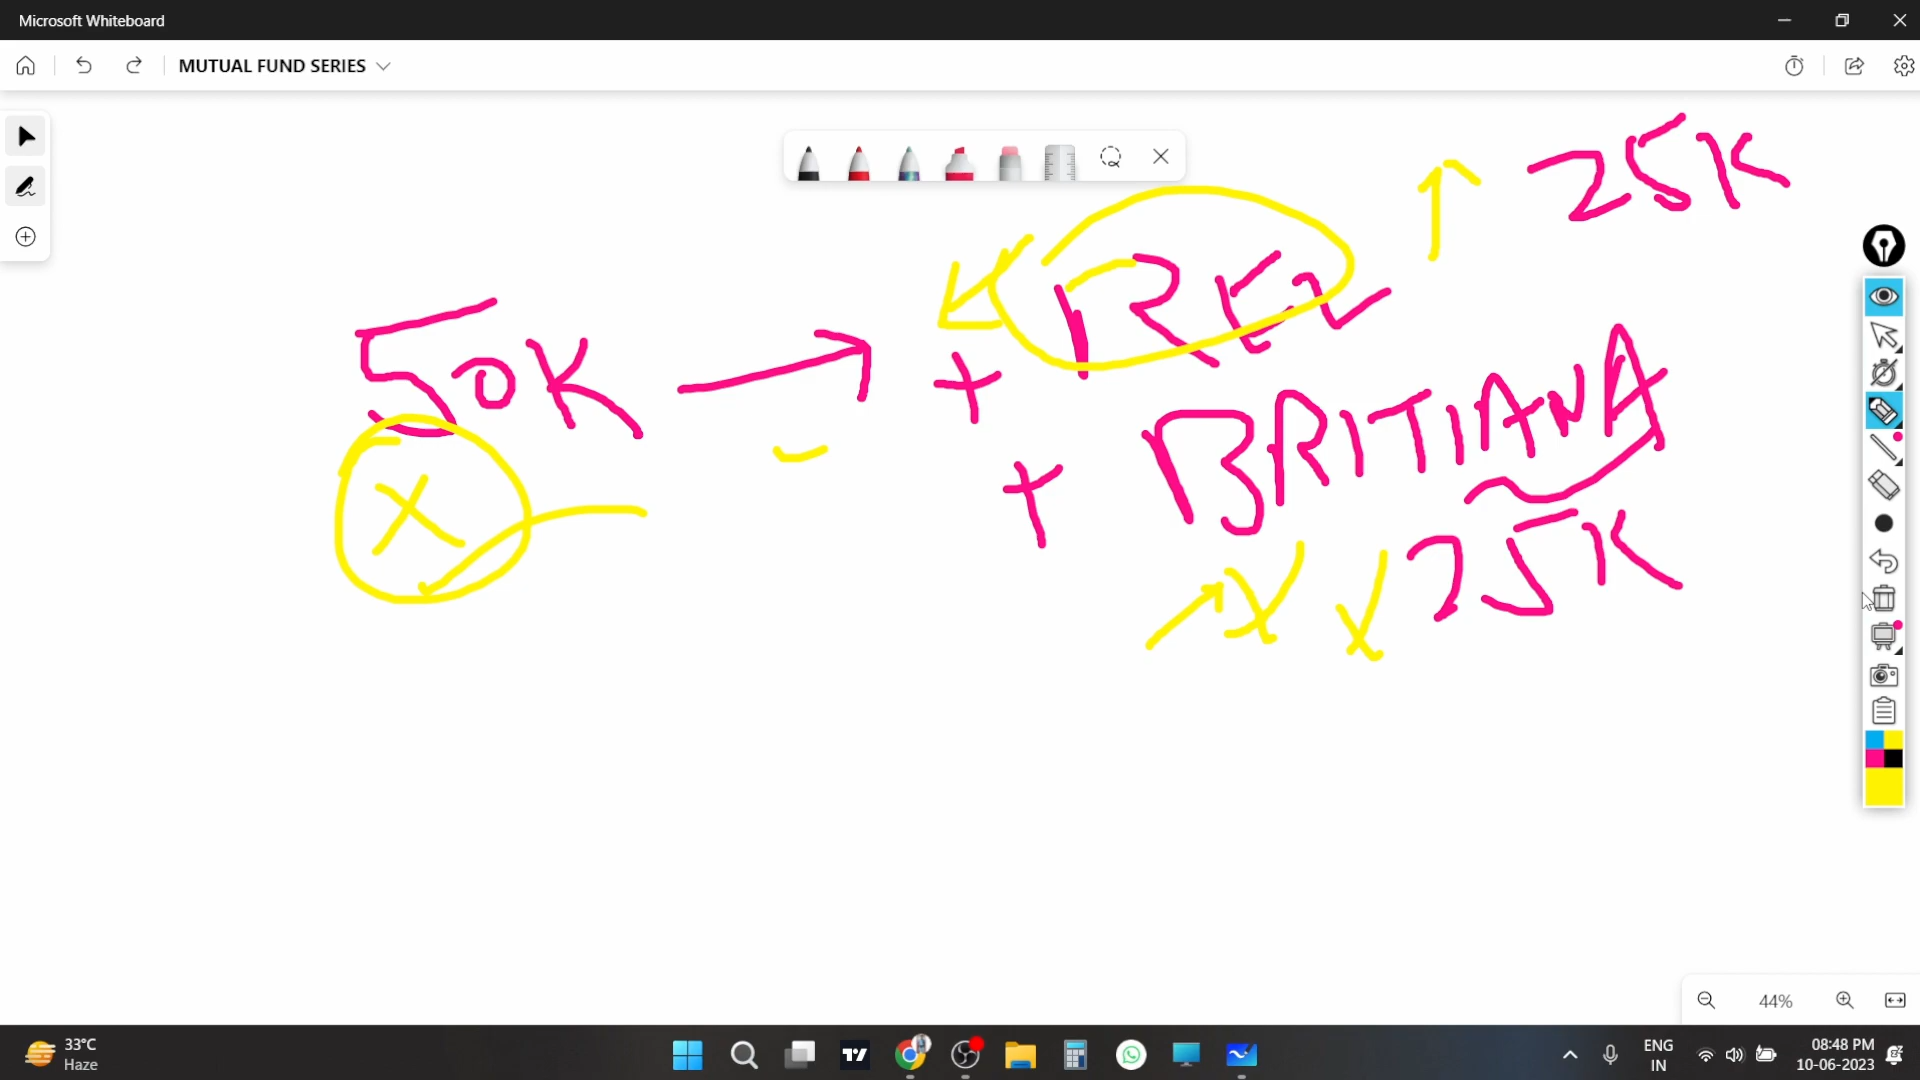 Microsoft Whiteboard
MUTUAL FUND SERIES
25K
REL
50K → +
+ BRITIANA
X
25K
44%
33°C
Haze
ENG
IN
08:48 PM
10-06-2023